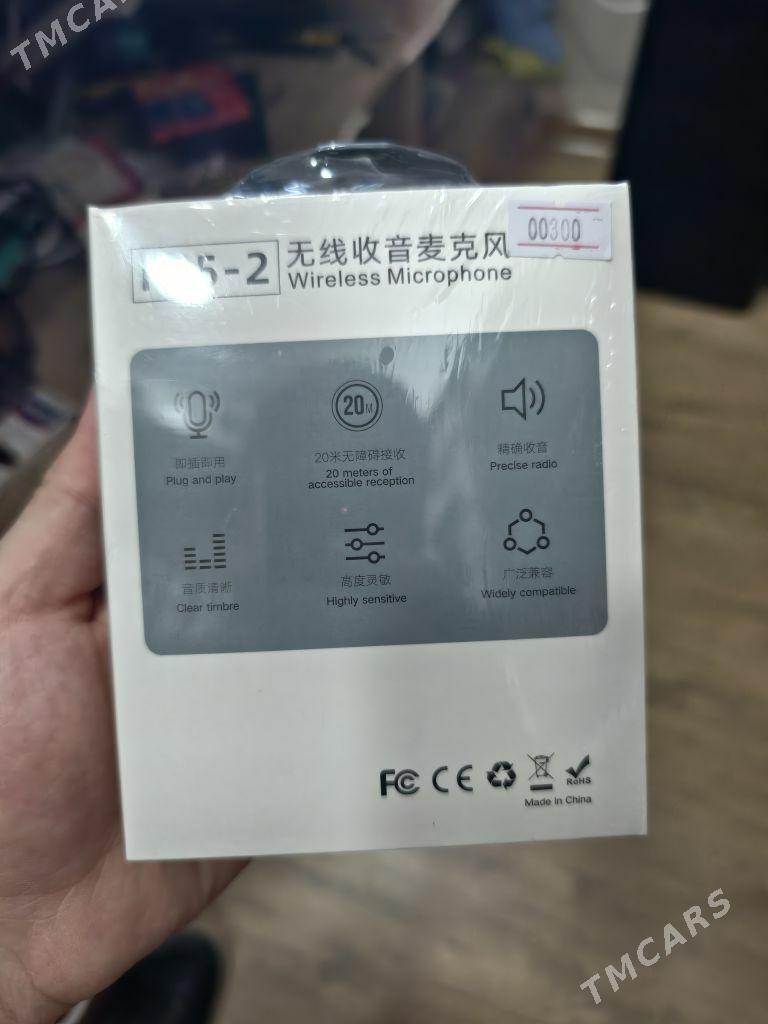 TMCARS
5-2
无线收音麦克风
Wireless Microphone
00300
20M
即插即用
Plug and play
20米无障碍接收
20 meters of
accessible reception
精确收音
Precise radio
音质清晰
Clear timbre
高度灵敏
Highly sensitive
广泛兼容
Widely compatible
FC CE
RoHS
Made in China
TMCARS